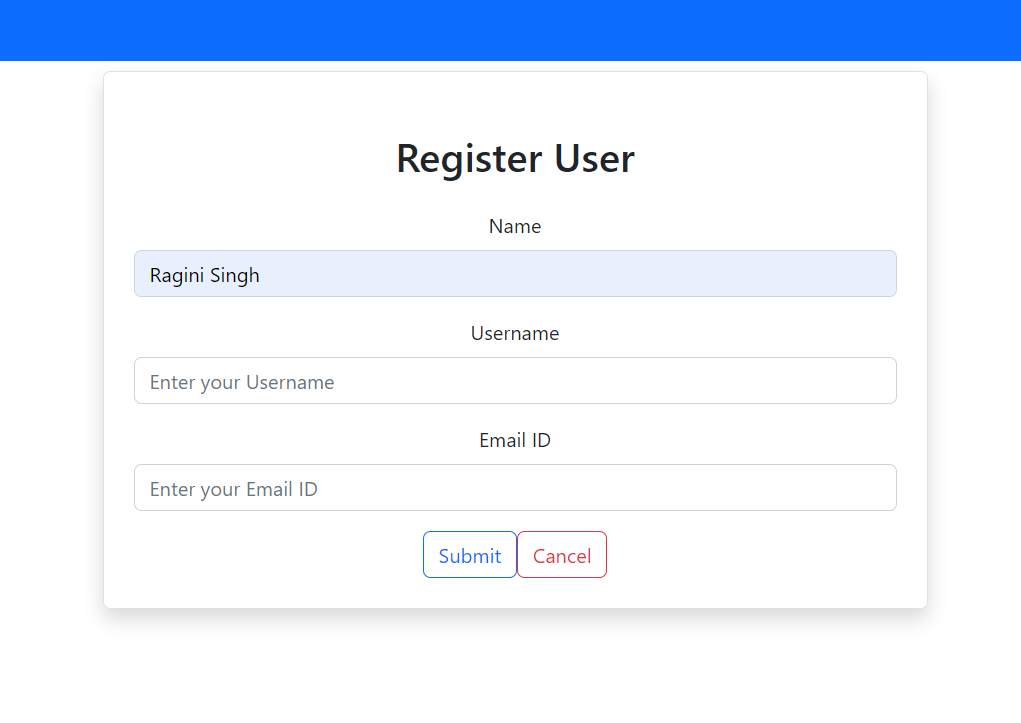 Register User
Name
Ragini Singh
Username
Enter your Username
Email ID
Enter your Email ID
Submit Cancel